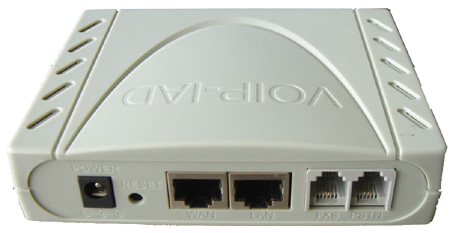 VOIP-IAD
POWER
RESET
WAN
LAN
FXS
PSTN